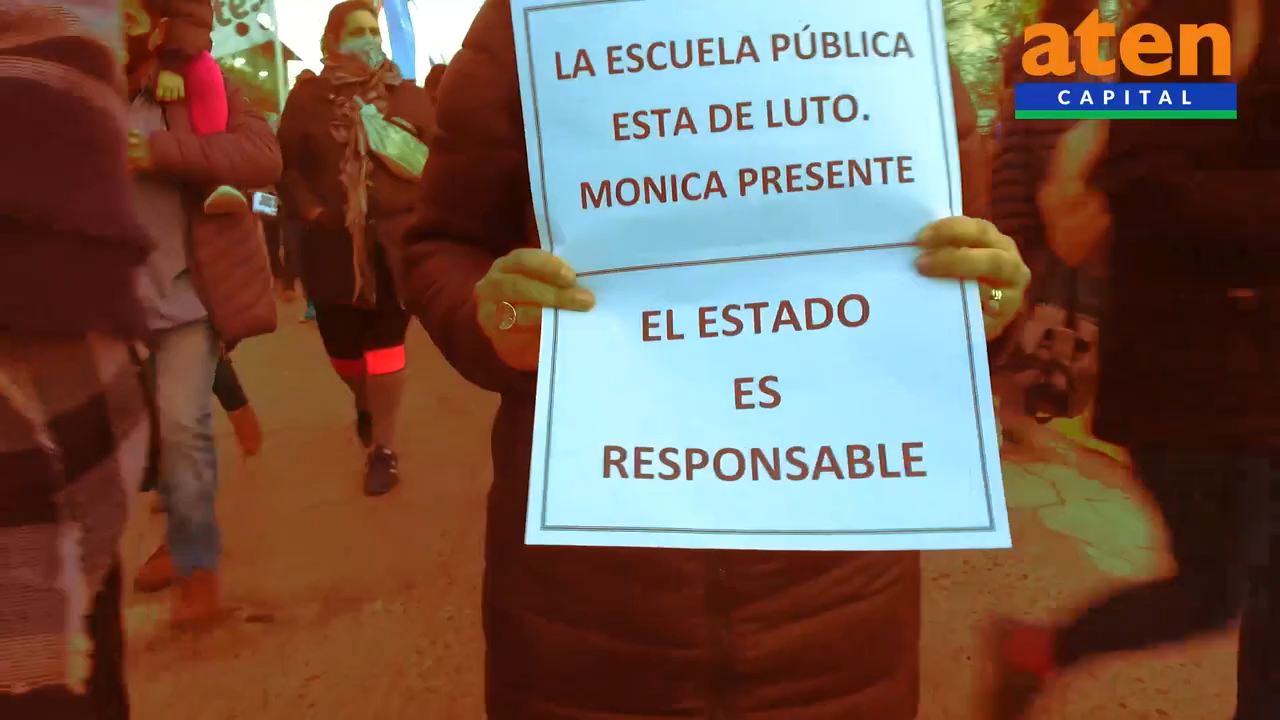 aten
CAPITAL
LA ESCUELA PÚBLICA
ESTA DE LUTO.
MONICA PRESENTE
EL ESTADO
ES
RESPONSABLE